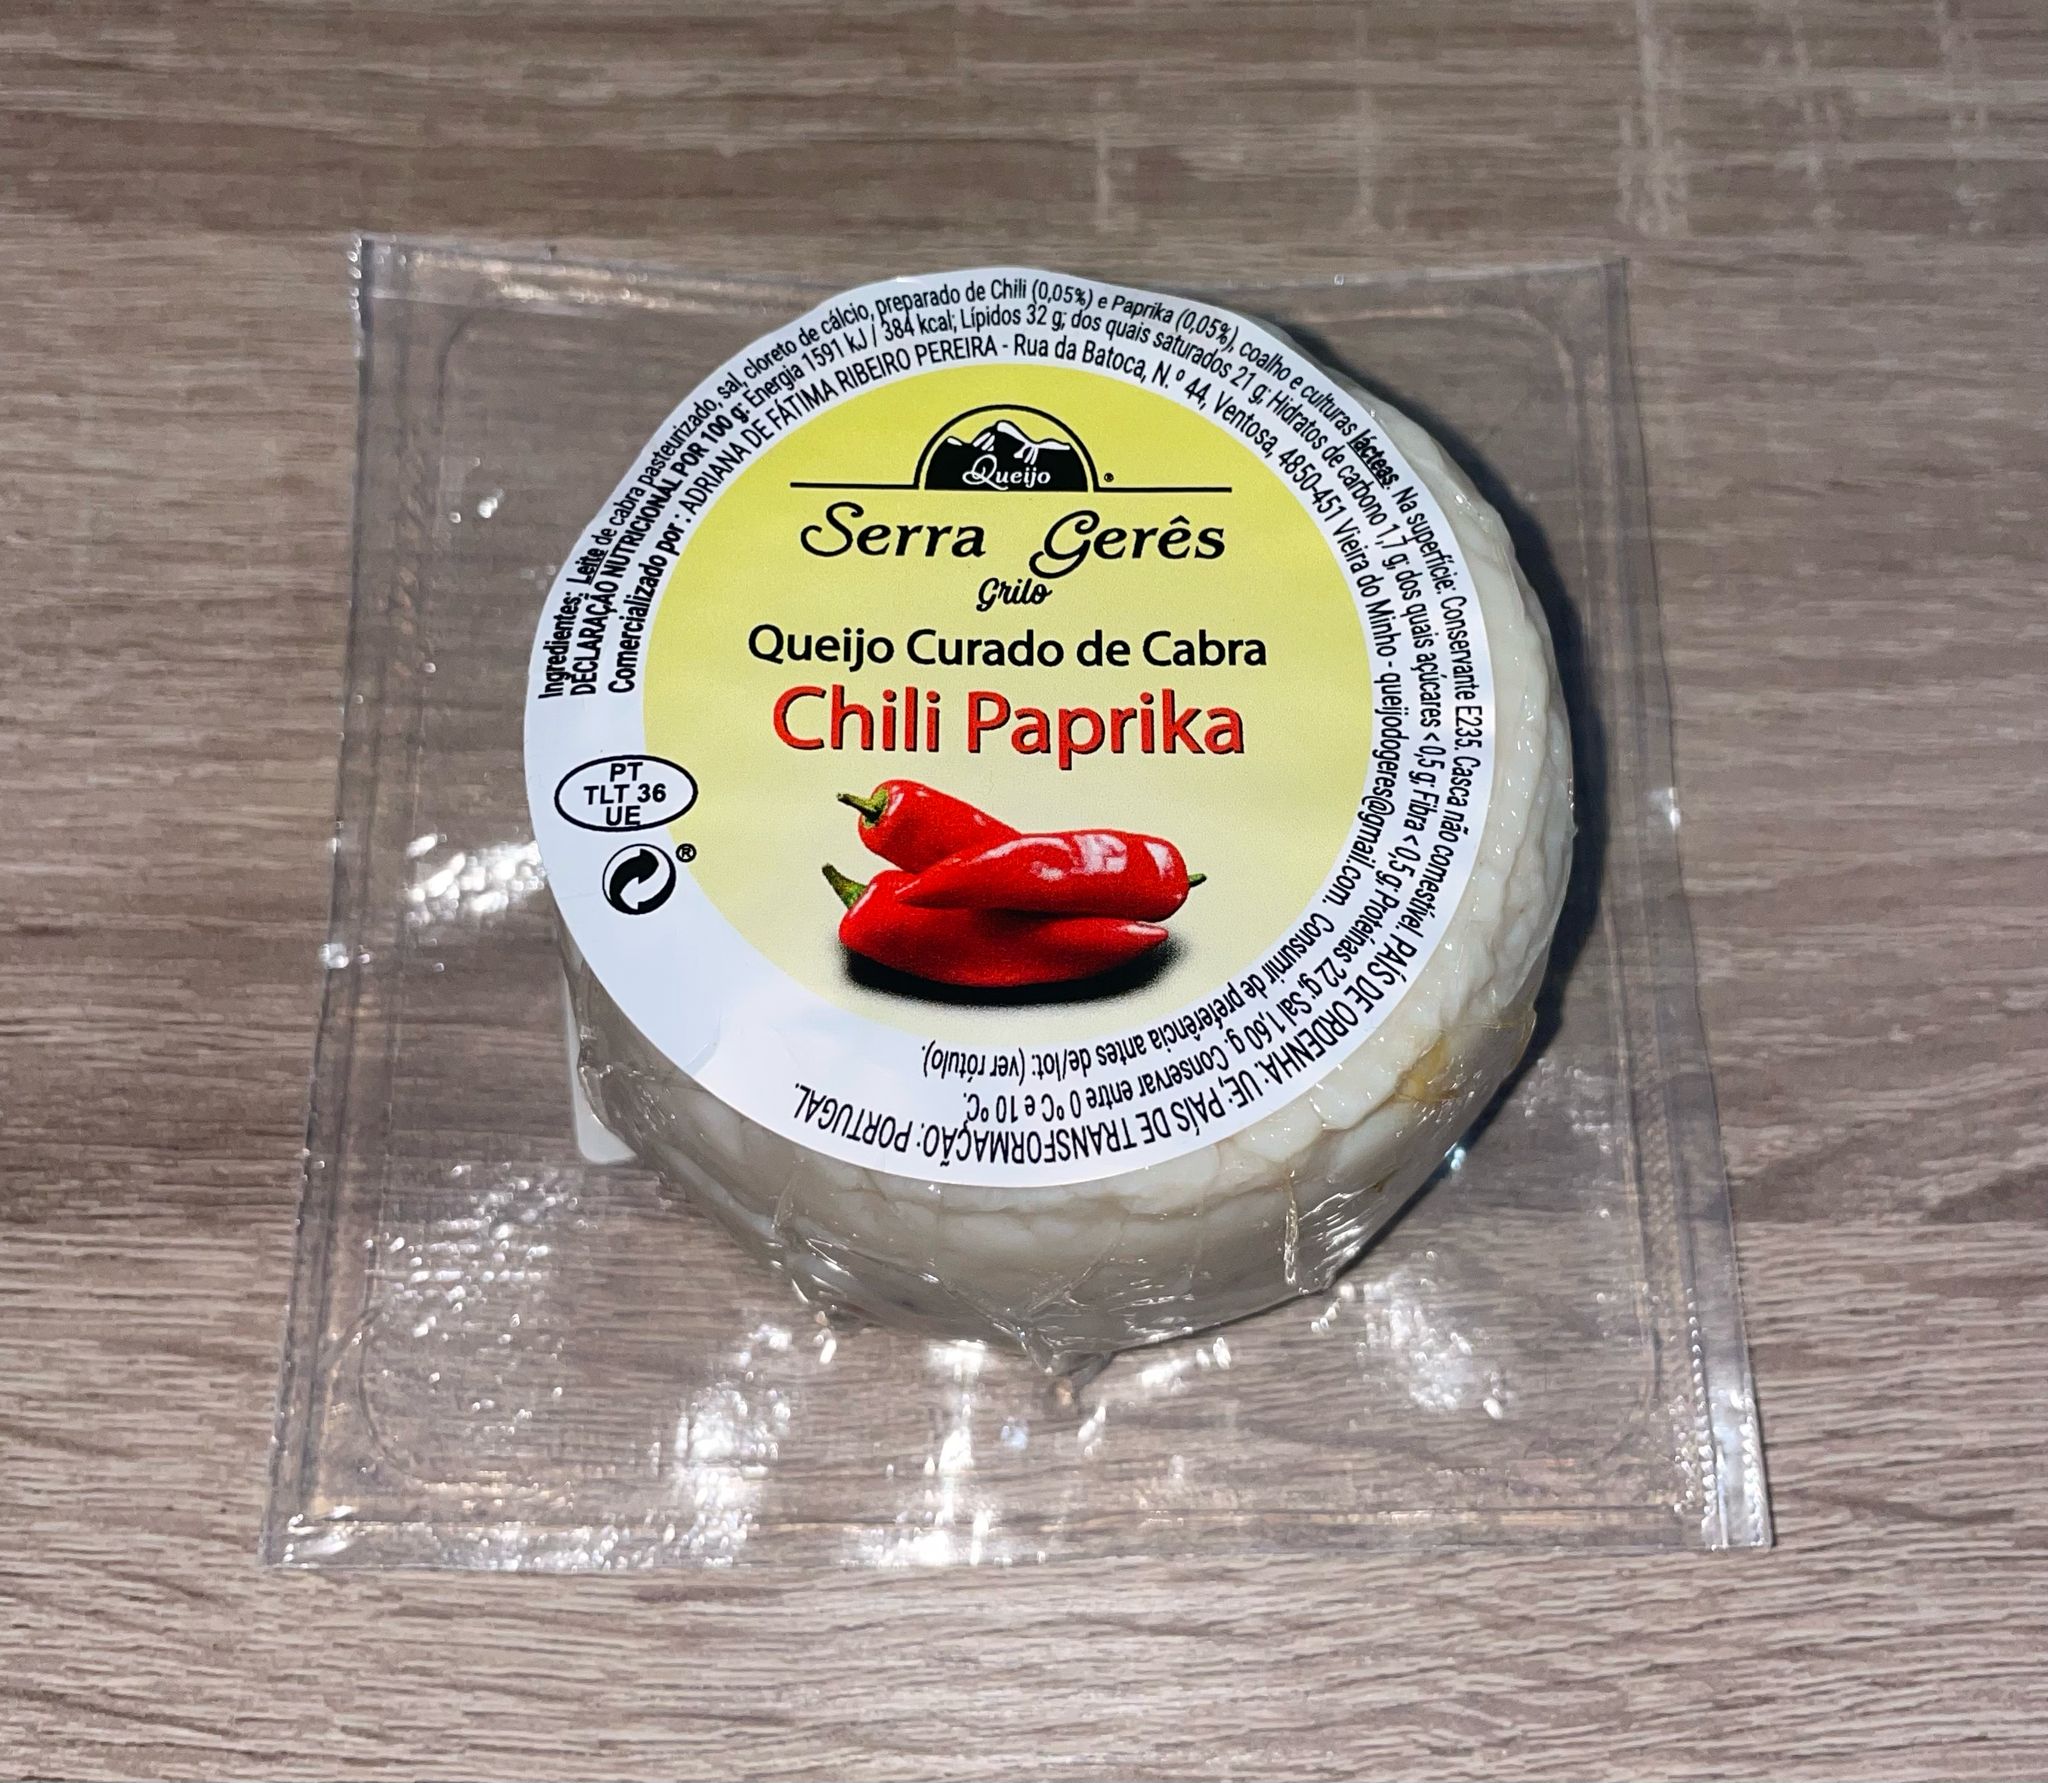 Queijo
®
Serra Gerês
Grilo
Queijo Curado de Cabra
Chili Paprika
Ingredientes: Leite de cabra pasteurizado, sal, cloreto de cálcio, preparado de Chili (0,05%) e Paprika (0,05%), coalho e culturas lácteas. Na superfície: Conservante E235. Casca não comestível. PAÍS DE ORDENHA: UE; PAÍS DE TRANSFORMAÇÃO: PORTUGAL.
DECLARAÇÃO NUTRICIONAL POR 100 g: Energia 1591 kJ / 384 kcal; Lípidos 32 g; dos quais saturados 21 g; Hidratos de carbono 1,7 g; dos quais açúcares < 0,5 g; Fibra < 0,5 g; Proteínas 22 g; Sal 1,60 g. Conservar entre 0 ºC e 10 ºC.
Comercializado por : ADRIANA DE FÁTIMA RIBEIRO PEREIRA - Rua da Batoca, N. º 44, Ventosa, 4850-451 Vieira do Minho - queijodogeres@gmail.com. Consumir de preferência antes de/lot: (ver rótulo).
PT
TLT 36
UE
®